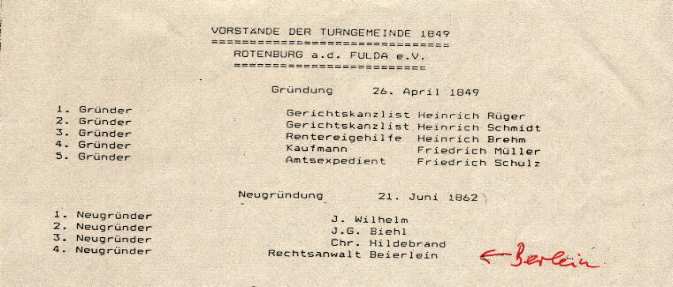 VORSTÄNDE DER TURNGEMEINDE 1849
==============================
ROTENBURG a.d. FULDA e.V.
========================
Gründung 26. April 1849
1. Gründer Gerichtskanzlist Heinrich Rüger
2. Gründer Gerichtskanzlist Heinrich Schmidt
3. Gründer Rentereigehilfe Heinrich Brehm
4. Gründer Kaufmann Friedrich Müller
5. Gründer Amtsexpedient Friedrich Schulz
Neugründung 21. Juni 1862
1. Neugründer J. Wilhelm
2. Neugründer J.G. Biehl
3. Neugründer Chr. Hildebrand
4. Neugründer Rechtsanwalt Beierlein ← Berlein